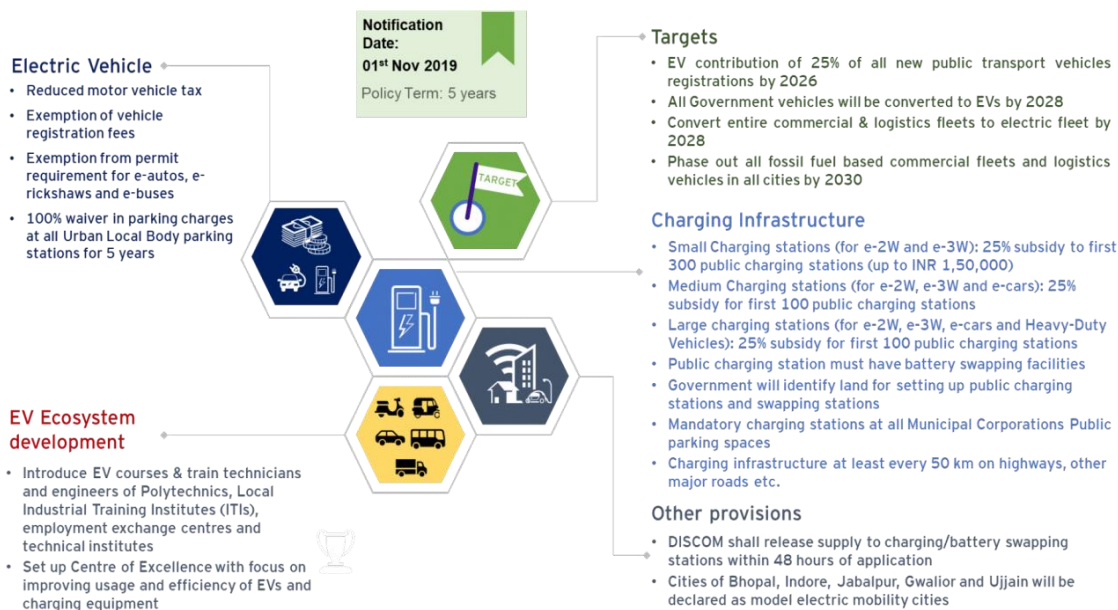 Notification
Date:
01st Nov 2019
Policy Term: 5 years
Electric Vehicle
• Reduced motor vehicle tax
• Exemption of vehicle
registration fees
• Exemption from permit
requirement for e-autos, e-
rickshaws and e-buses
• 100% waiver in parking charges
at all Urban Local Body parking
stations for 5 years
TARGET
Targets
• EV contribution of 25% of all new public transport vehicles
registrations by 2026
• All Government vehicles will be converted to EVs by 2028
• Convert entire commercial & logistics fleets to electric fleet by
2028
• Phase out all fossil fuel based commercial fleets and logistics
vehicles in all cities by 2030
Charging Infrastructure
• Small Charging stations (for e-2W and e-3W): 25% subsidy to first
300 public charging stations (up to INR 1,50,000)
• Medium Charging stations (for e-2W, e-3W and e-cars): 25%
subsidy for first 100 public charging stations
• Large charging stations (for e-2W, e-3W, e-cars and Heavy-Duty
Vehicles): 25% subsidy for first 100 public charging stations
• Public charging station must have battery swapping facilities
• Government will identify land for setting up public charging
stations and swapping stations
• Mandatory charging stations at all Municipal Corporations Public
parking spaces
• Charging infrastructure at least every 50 km on highways, other
major roads etc.
EV Ecosystem
development
• Introduce EV courses & train technicians
and engineers of Polytechnics, Local
Industrial Training Institutes (ITIs),
employment exchange centres and
technical institutes
• Set up Centre of Excellence with focus on
improving usage and efficiency of EVs and
charging equipment
Other provisions
• DISCOM shall release supply to charging/battery swapping
stations within 48 hours of application
• Cities of Bhopal, Indore, Jabalpur, Gwalior and Ujjain will be
declared as model electric mobility cities